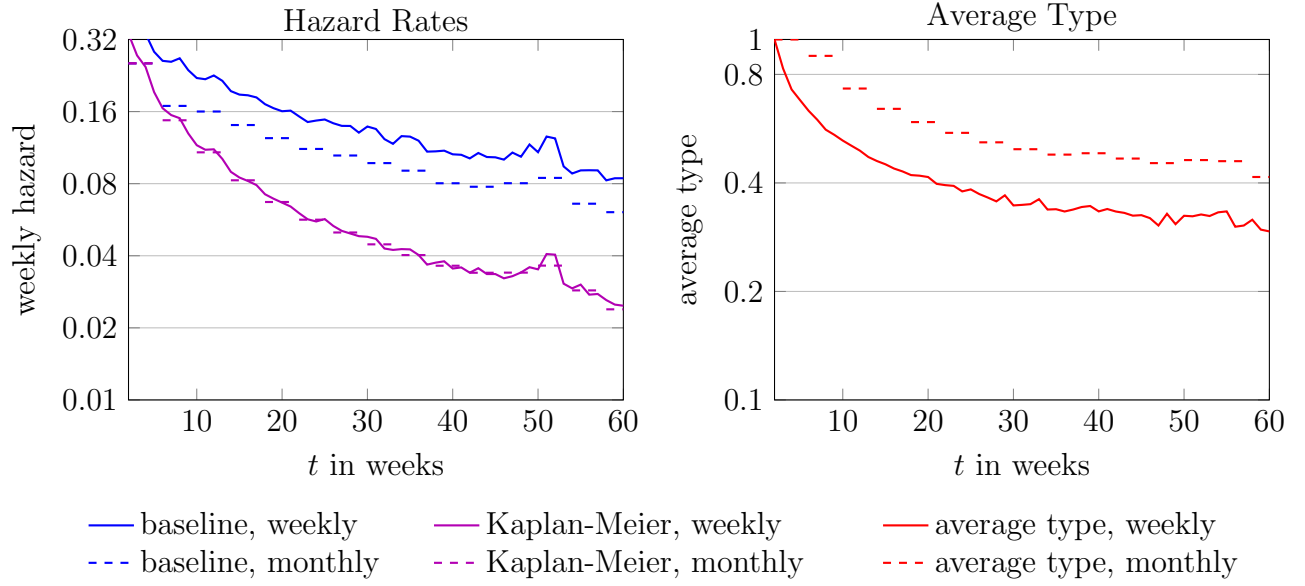 Hazard Rates
0.32
0.16
0.08
0.04
0.02
0.01
weekly hazard
10 20 30 40 50 60
t in weeks
Average Type
1
0.8
0.4
0.2
0.1
average type
10 20 30 40 50 60
t in weeks
baseline, weekly
Kaplan-Meier, weekly
average type, weekly
baseline, monthly
Kaplan-Meier, monthly
average type, monthly